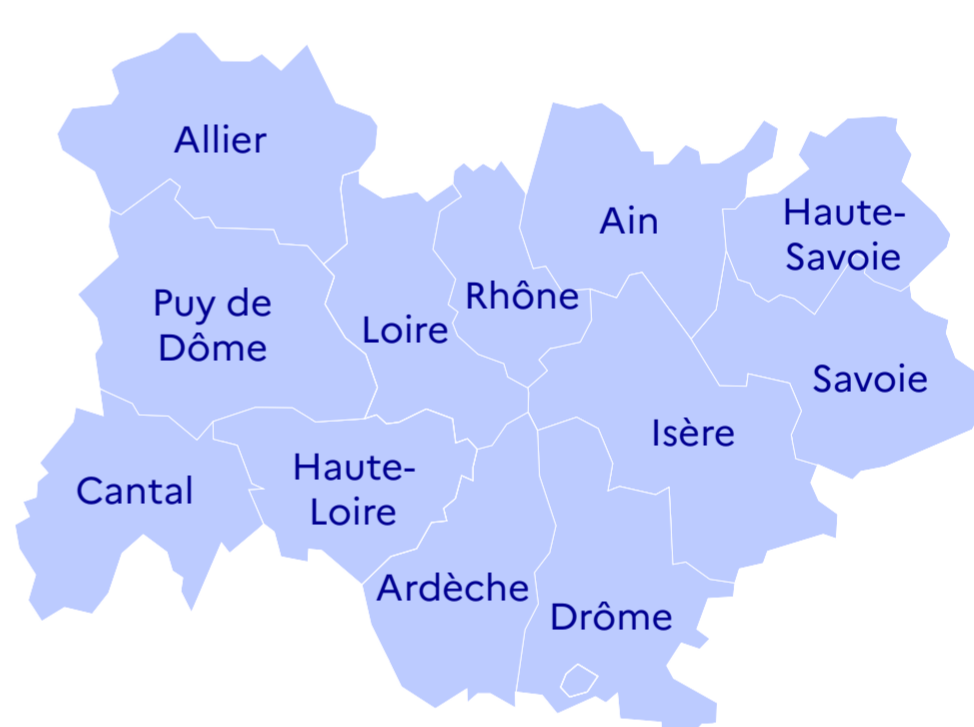 Allier
Ain
Haute-
Savoie
Puy de
Dôme
Loire
Rhône
Savoie
Isère
Cantal
Haute-
Loire
Ardèche
Drôme